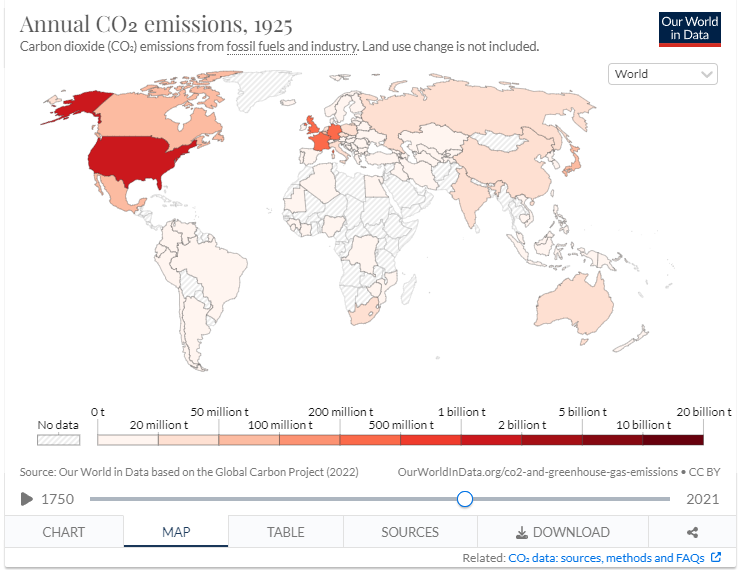 Annual CO₂ emissions, 1925
Carbon dioxide (CO₂) emissions from fossil fuels and industry. Land use change is not included.
Our World
in Data
World
No data
0 t
20 million t
50 million t
100 million t
200 million t
500 million t
1 billion t
2 billion t
5 billion t
10 billion t
20 billion t
Source: Our World in Data based on the Global Carbon Project (2022)
OurWorldInData.org/co2-and-greenhouse-gas-emissions • CC BY
1750
2021
CHART
MAP
TABLE
SOURCES
DOWNLOAD
Related: CO₂ data: sources, methods and FAQs